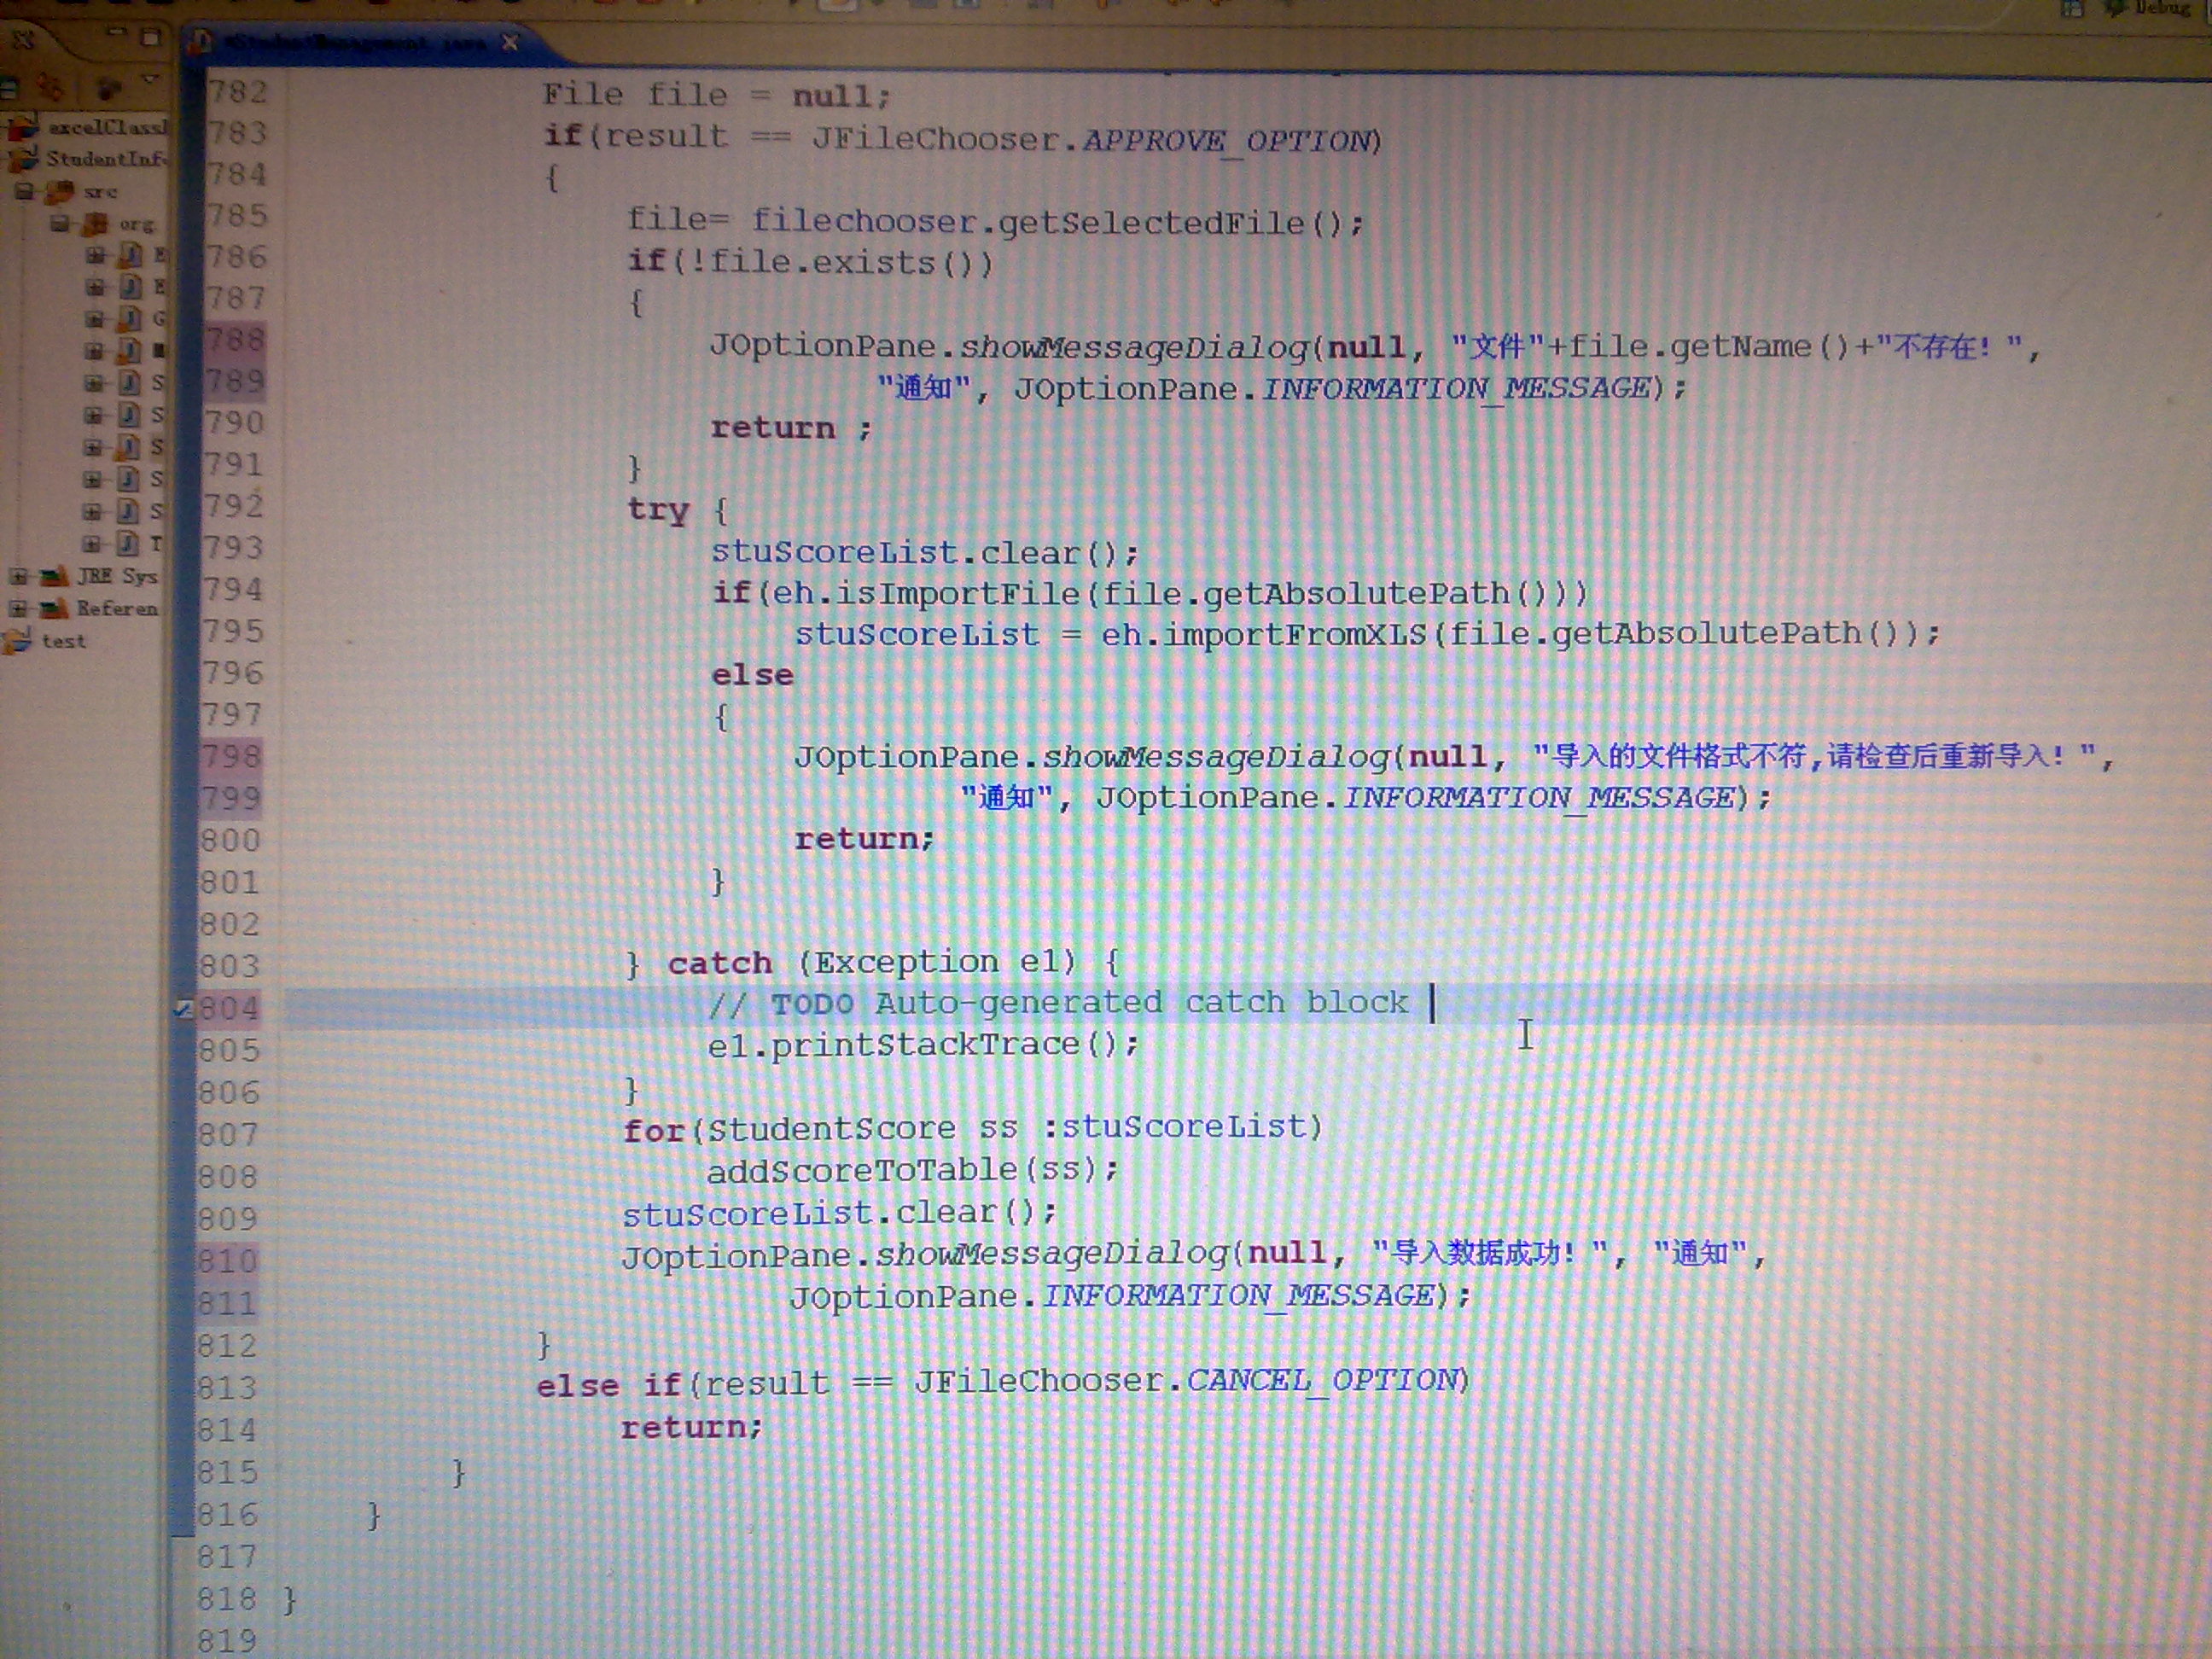 Debug
excelClass
StudentInf
src
org
E
E
G
S
S
S
S
S
T
JRE Sys
Referen
test
782 File file = null;
783 if(result == JFileChooser.APPROVE_OPTION)
784 {
785 file= filechooser.getSelectedFile();
786 if(!file.exists())
787 {
788 JOptionPane.showMessageDialog(null, "文件"+file.getName()+"不存在! ",
789 "通知", JOptionPane.INFORMATION_MESSAGE);
790 return ;
791 }
792 try {
793 stuScoreList.clear();
794 if(eh.isImportFile(file.getAbsolutePath()))
795 stuScoreList = eh.importFromXLS(file.getAbsolutePath());
796 else
797 {
798 JOptionPane.showMessageDialog(null, "导入的文件格式不符,请检查后重新导入! ",
799 "通知", JOptionPane.INFORMATION_MESSAGE);
800 return;
801 }
802
803 } catch (Exception e1) {
804 // TODO Auto-generated catch block
805 e1.printStackTrace();
806 }
807 for(StudentScore ss :stuScoreList)
808 addScoreToTable(ss);
809 stuScoreList.clear();
810 JOptionPane.showMessageDialog(null, "导入数据成功! ", "通知",
811 JOptionPane.INFORMATION_MESSAGE);
812 }
813 else if(result == JFileChooser.CANCEL_OPTION)
814 return;
815 }
816 }
817
818 }
819